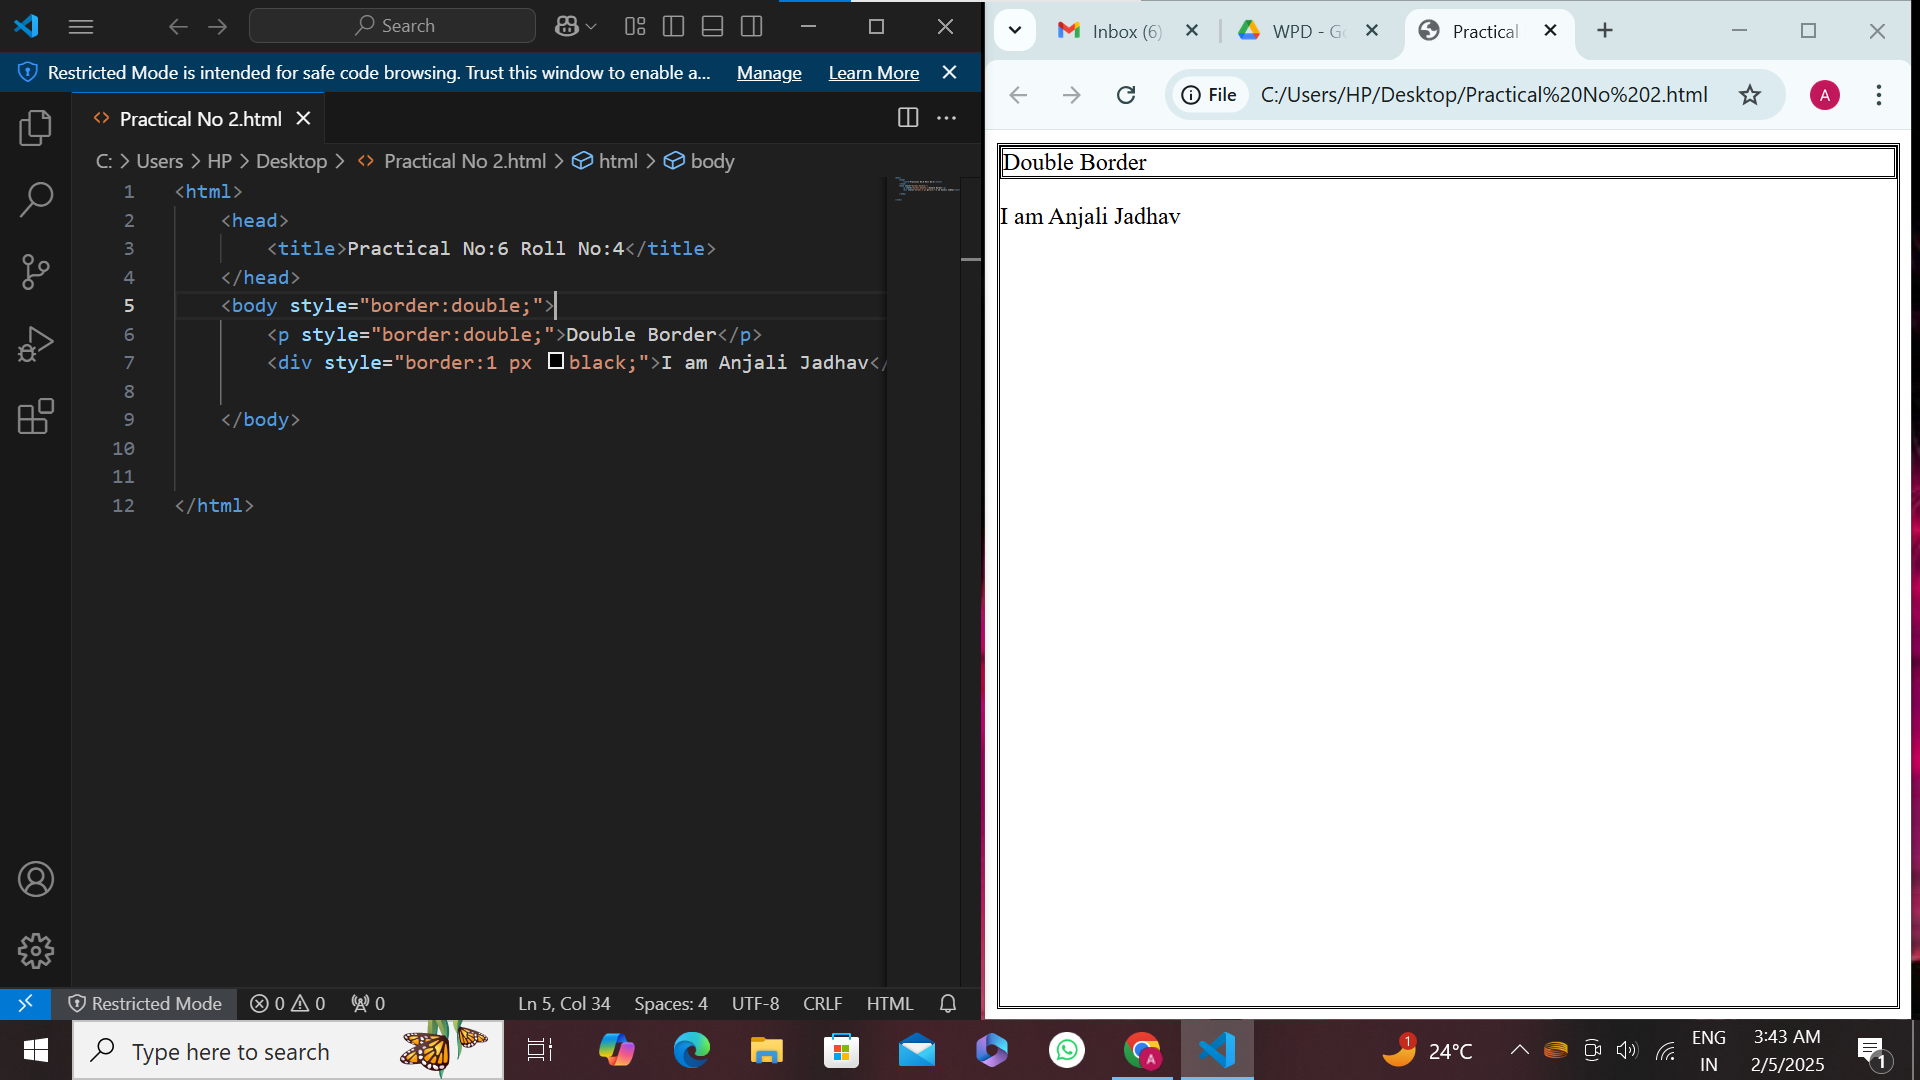 Search
Restricted Mode is intended for safe code browsing. Trust this window to enable a... Manage Learn More
Practical No 2.html
C: > Users > HP > Desktop > Practical No 2.html > html > body
1 <html>
2 <head>
3 <title>Practical No:6 Roll No:4</title>
4 </head>
5 <body style="border:double;">
6 <p style="border:double;">Double Border</p>
7 <div style="border:1 px black;">I am Anjali Jadhav</
8
9 </body>
10
11
12 </html>
Restricted Mode 0 0 0 Ln 5, Col 34 Spaces: 4 UTF-8 CRLF HTML
Inbox (6) WPD - Go Practical
File C:/Users/HP/Desktop/Practical%20No%202.html A
Double Border
I am Anjali Jadhav
Type here to search
A
1 24°C
ENG
IN
3:43 AM
2/5/2025
1